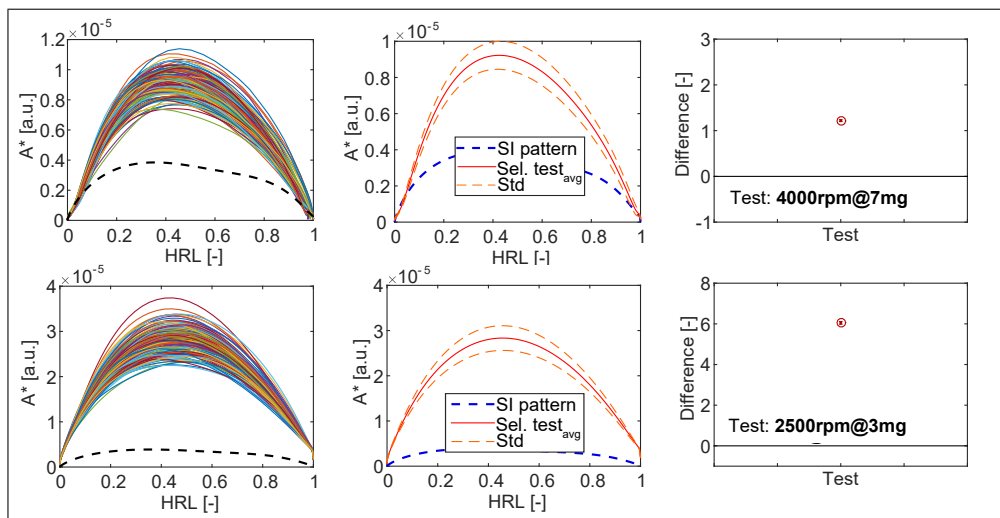 ×10⁻⁵
1.2
1
0.8
0.6
0.4
0.2
0
A* [a.u.]
0 0.2 0.4 0.6 0.8 1
HRL [-]
×10⁻⁵
1
0.8
0.6
0.4
0.2
0
A* [a.u.]
SI pattern
Sel. test avg
Std
0 0.2 0.4 0.6 0.8 1
HRL [-]
3
2
1
0
-1
Difference [-]
Test: 4000rpm@7mg
Test
×10⁻⁵
4
3
2
1
0
A* [a.u.]
0 0.2 0.4 0.6 0.8 1
HRL [-]
×10⁻⁵
4
3
2
1
0
A* [a.u.]
SI pattern
Sel. test avg
Std
0 0.2 0.4 0.6 0.8 1
HRL [-]
8
6
4
2
0
Difference [-]
Test: 2500rpm@3mg
Test